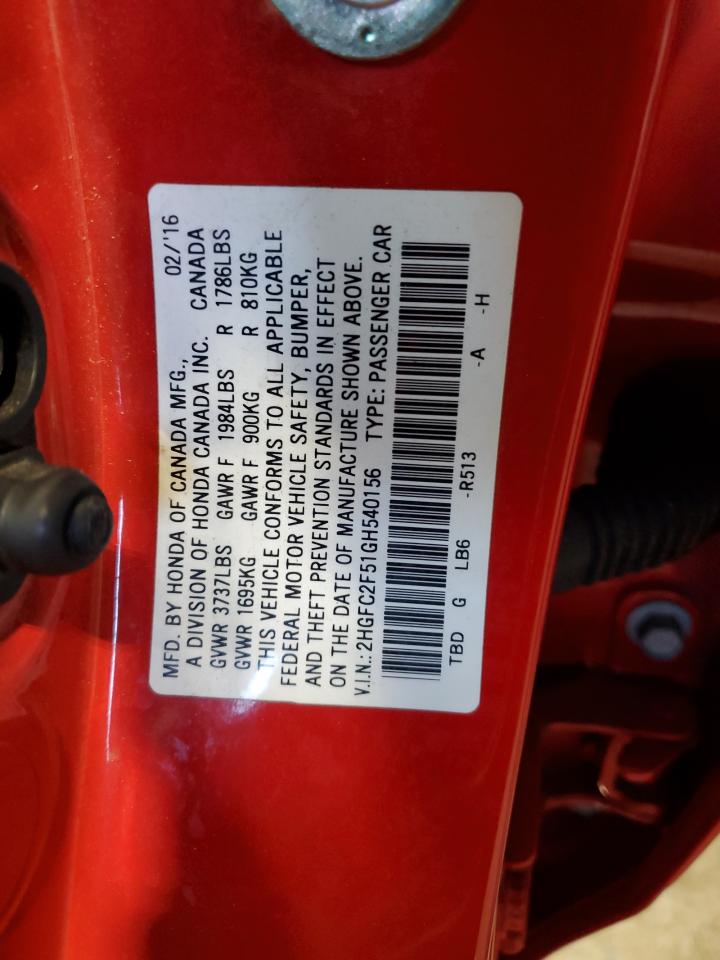 MFD. BY HONDA OF CANADA MFG., 02/'16
A DIVISION OF HONDA CANADA INC. CANADA
GVWR 3737LBS GAWR F 1984LBS R 1786LBS
GVWR 1695KG GAWR F 900KG R 810KG
THIS VEHICLE CONFORMS TO ALL APPLICABLE
FEDERAL MOTOR VEHICLE SAFETY, BUMPER,
AND THEFT PREVENTION STANDARDS IN EFFECT
ON THE DATE OF MANUFACTURE SHOWN ABOVE.
V.I.N.: 2HGFC2F51GH540156 TYPE: PASSENGER CAR
TBD G LB6 -R513 -A -H